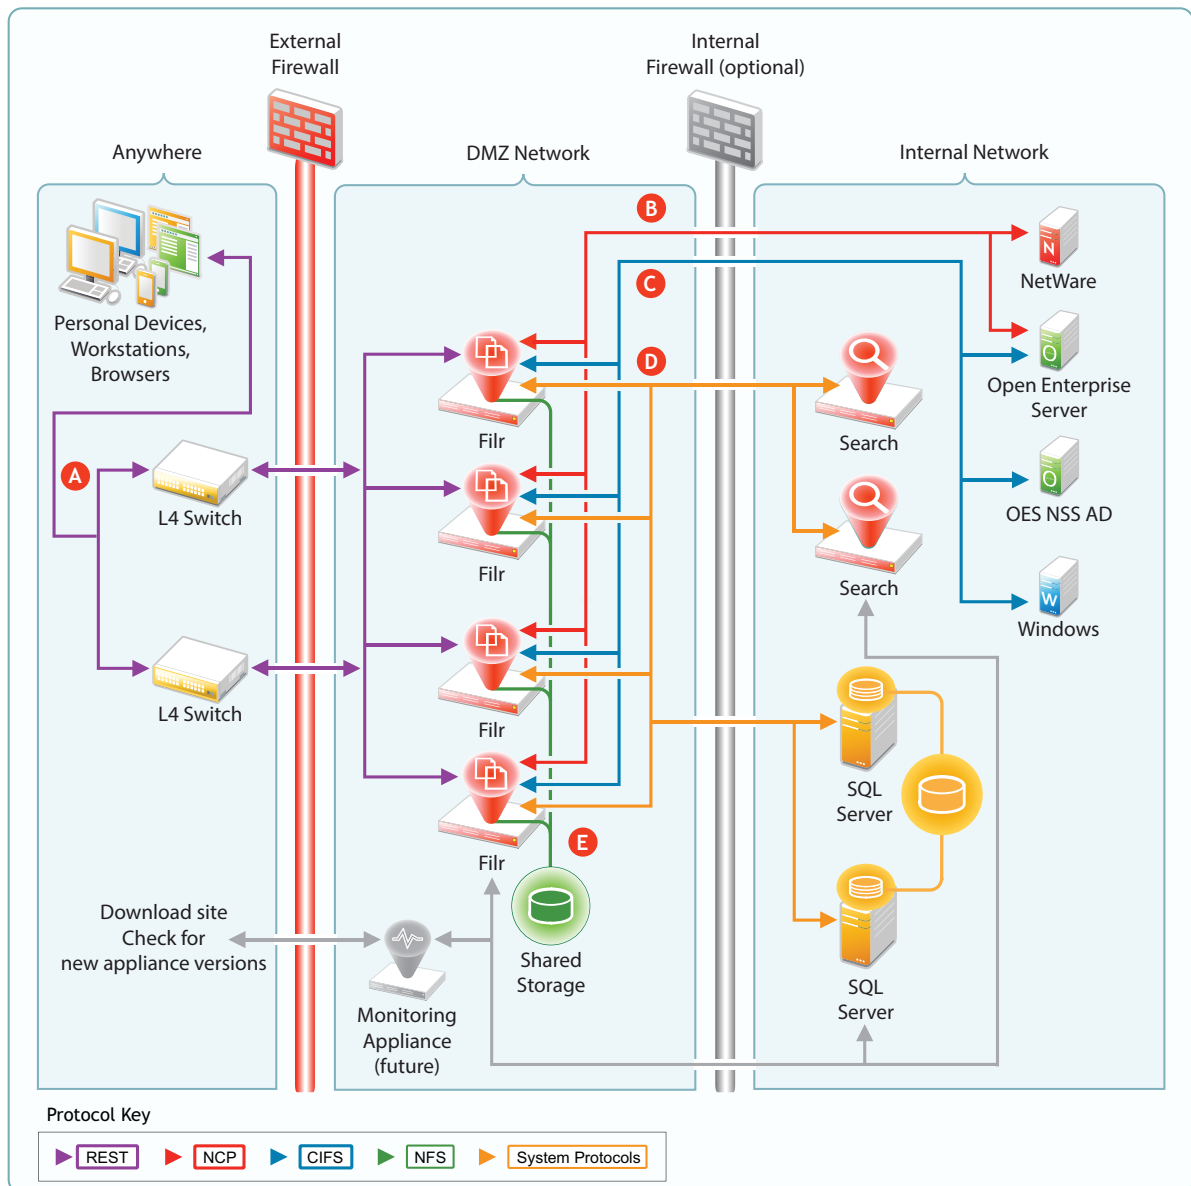 External
Firewall
Internal
Firewall (optional)
Anywhere
DMZ Network
Internal Network
B
N
NetWare
C
Personal Devices,
Workstations,
Browsers
D
O
Open Enterprise
Server
Filr
Search
A
L4 Switch
O
OES NSS AD
Filr
Search
W
Windows
L4 Switch
Filr
SQL
Server
E
Filr
Download site
Check for
new appliance versions
Shared
Storage
SQL
Server
Monitoring
Appliance
(future)
Protocol Key
REST
NCP
CIFS
NFS
System Protocols